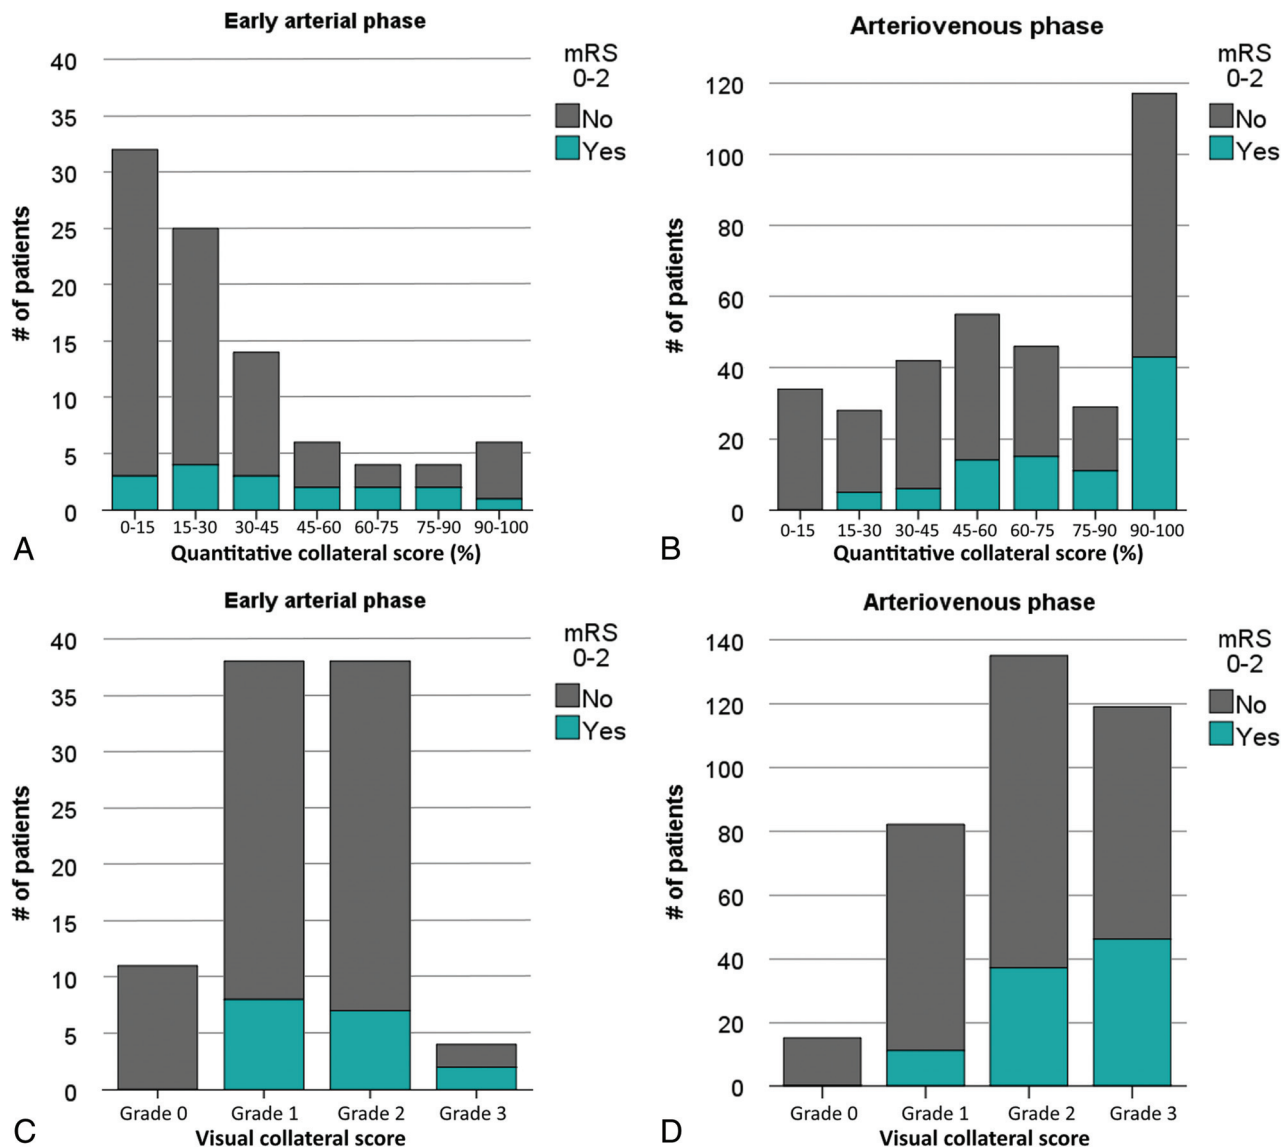 Early arterial phase
mRS
0-2
No
Yes
# of patients
40
35
30
25
20
15
10
5
0
0-15 15-30 30-45 45-60 60-75 75-90 90-100
Quantitative collateral score (%)
A
Arteriovenous phase
mRS
0-2
No
Yes
# of patients
120
100
80
60
40
20
0
0-15 15-30 30-45 45-60 60-75 75-90 90-100
Quantitative collateral score (%)
B
Early arterial phase
mRS
0-2
No
Yes
# of patients
40
35
30
25
20
15
10
5
0
Grade 0 Grade 1 Grade 2 Grade 3
Visual collateral score
C
Arteriovenous phase
mRS
0-2
No
Yes
# of patients
140
120
100
80
60
40
20
0
Grade 0 Grade 1 Grade 2 Grade 3
Visual collateral score
D